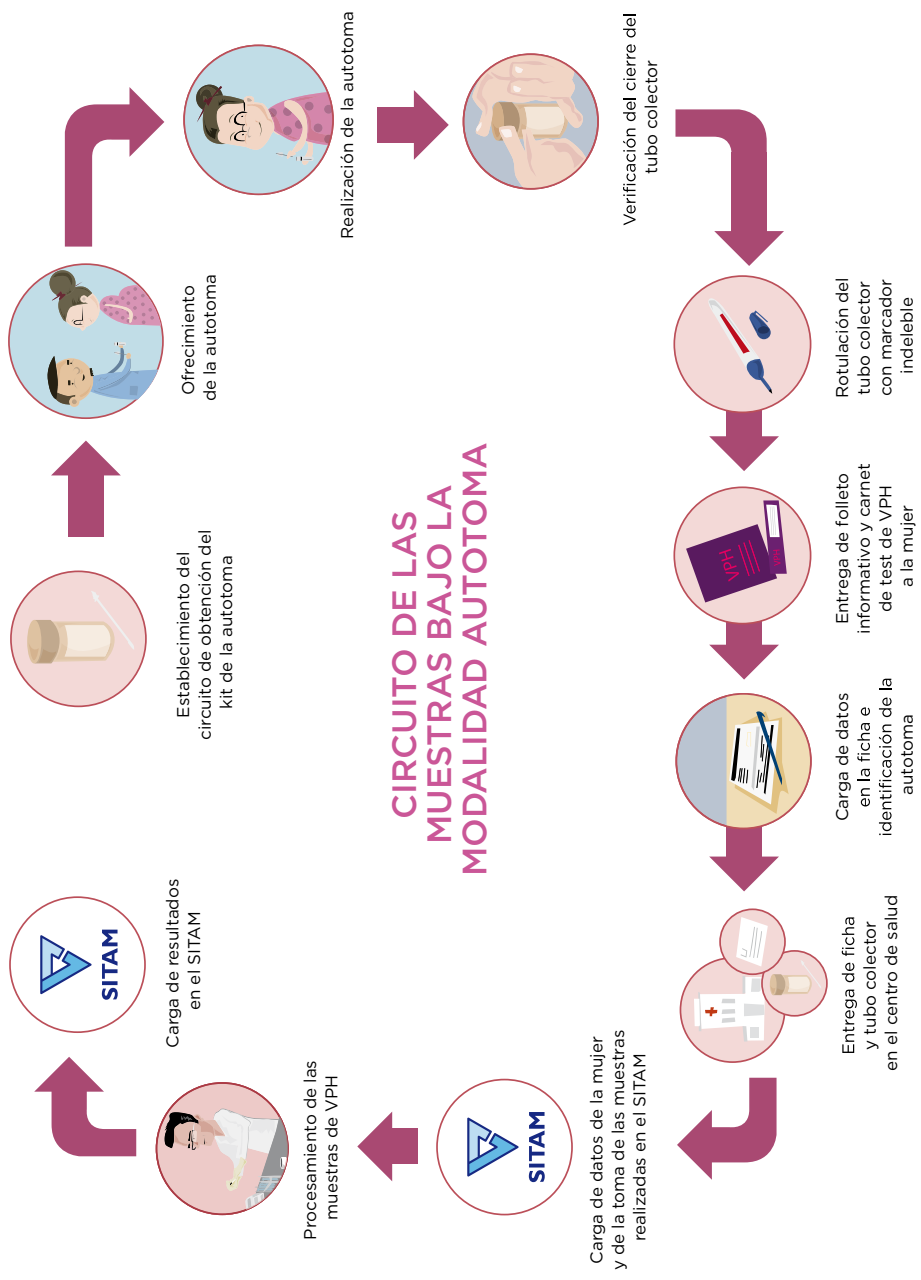 CIRCUITO DE LAS
MUESTRAS BAJO LA
MODALIDAD AUTOTOMA
Establecimiento del
circuito de obtención del
kit de la autotoma
Ofrecimiento
de la autotoma
Realización de la autotoma
Verificación del cierre del
tubo colector
Rotulación del
tubo colector
con marcador
indeleble
VPH
Entrega de folleto
informativo y carnet
de test de VPH
a la mujer
Carga de datos
en la ficha e
identificación de la
autotoma
Entrega de ficha
y tubo colector
en el centro de salud
SITAM
Carga de datos de la mujer
y de la toma de las muestras
realizadas en el SITAM
Procesamiento de las
muestras de VPH
SITAM
Carga de resultados
en el SITAM